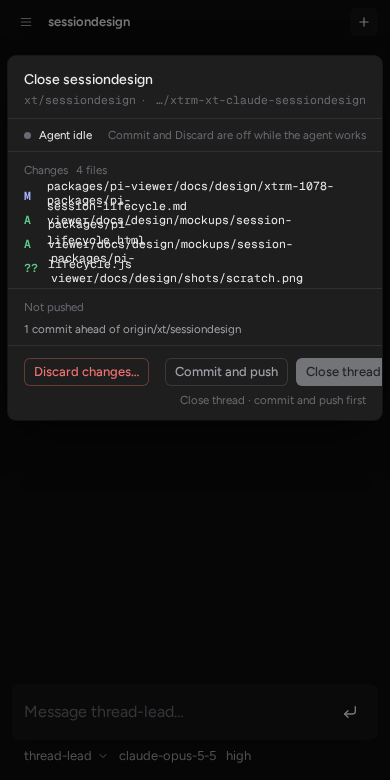 sessiondesign
Close sessiondesign
xt/sessiondesign · …/xtrm-xt-claude-sessiondesign
Agent idle Commit and Discard are off while the agent works
Changes 4 files
M packages/pi-viewer/docs/design/xtrm-1078-
session-lifecycle.md
A packages/pi-
viewer/docs/design/mockups/session-
lifecycle.html
A packages/pi-
viewer/docs/design/mockups/session-
lifecycle.js
?? packages/pi-
viewer/docs/design/shots/scratch.png
Not pushed
1 commit ahead of origin/xt/sessiondesign
Discard changes… Commit and push Close thread
Close thread · commit and push first
Message thread-lead…
thread-lead claude-opus-5-5 high